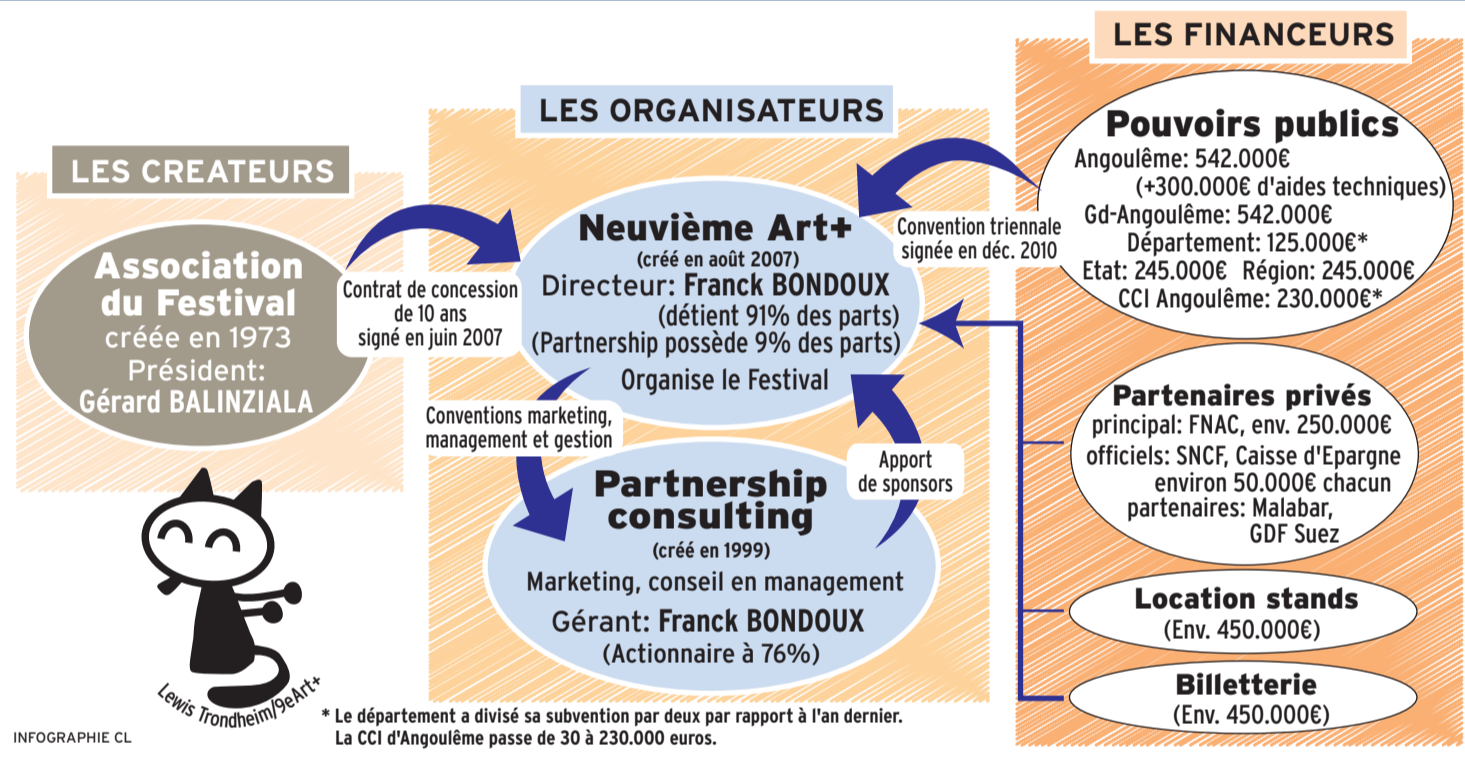 LES CREATEURS
Association
du Festival
créée en 1973
Président:
Gérard BALINZIALA
Contrat de concession
de 10 ans
signé en juin 2007
LES ORGANISATEURS
Neuvième Art+
(créé en août 2007)
Directeur: Franck BONDOUX
(détient 91% des parts)
(Partnership possède 9% des parts)
Organise le Festival
Conventions marketing,
management et gestion
Apport
de sponsors
Partnership
consulting
(créé en 1999)
Marketing, conseil en management
Gérant: Franck BONDOUX
(Actionnaire à 76%)
Convention triennale
signée en déc. 2010
LES FINANCEURS
Pouvoirs publics
Angoulême: 542.000€
(+300.000€ d'aides techniques)
Gd-Angoulême: 542.000€
Département: 125.000€*
Etat: 245.000€ Région: 245.000€
CCI Angoulême: 230.000€*
Partenaires privés
principal: FNAC, env. 250.000€
officiels: SNCF, Caisse d'Epargne
environ 50.000€ chacun
partenaires: Malabar,
GDF Suez
Location stands
(Env. 450.000€)
Billetterie
(Env. 450.000€)
Lewis Trondheim/9eArt+
* Le département a divisé sa subvention par deux par rapport à l'an dernier.
La CCI d'Angoulême passe de 30 à 230.000 euros.
INFOGRAPHIE CL